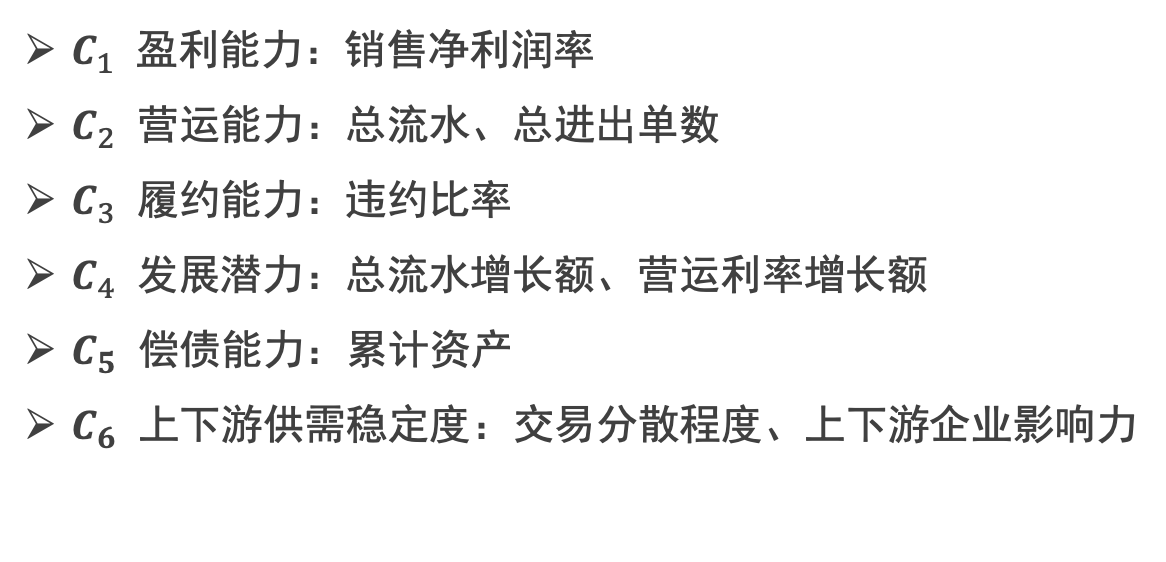 ➢ C₁ 盈利能力：销售净利润率
➢ C₂ 营运能力：总流水、总进出单数
➢ C₃ 履约能力：违约比率
➢ C₄ 发展潜力：总流水增长额、营运利率增长额
➢ C₅ 偿债能力：累计资产
➢ C₆ 上下游供需稳定度：交易分散程度、上下游企业影响力